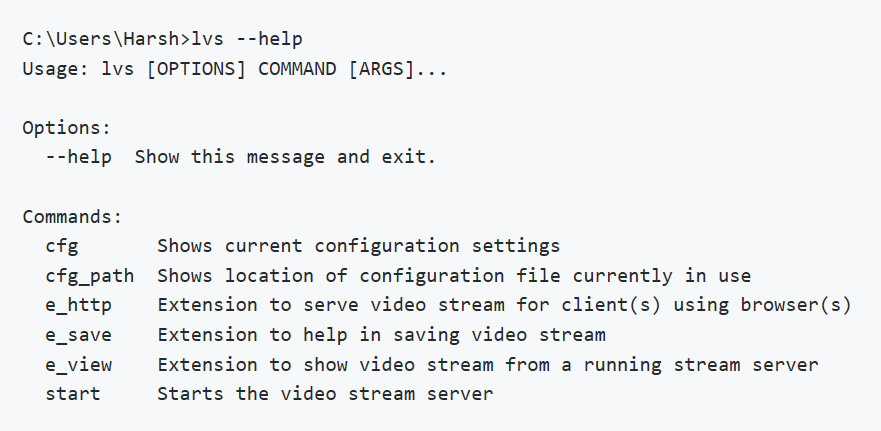 C:\Users\Harsh>lvs --help
Usage: lvs [OPTIONS] COMMAND [ARGS]...
Options:
--help  Show this message and exit.
Commands:
cfg       Shows current configuration settings
cfg_path  Shows location of configuration file currently in use
e_http    Extension to serve video stream for client(s) using browser(s)
e_save    Extension to help in saving video stream
e_view    Extension to show video stream from a running stream server
start     Starts the video stream server